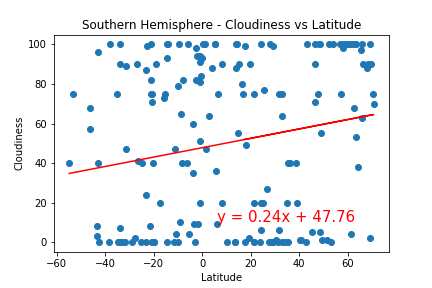 Southern Hemisphere - Cloudiness vs Latitude
100
80
60
40
20
0
Cloudiness
y = 0.24x + 47.76
−60 −40 −20 0 20 40 60
Latitude